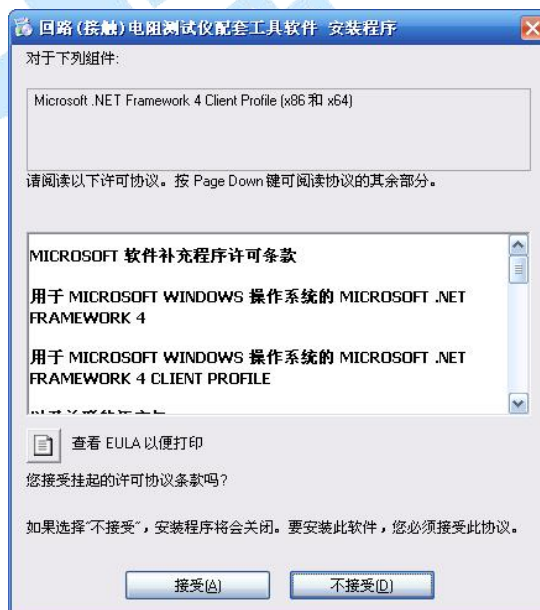 回路(接触)电阻测试仪配套工具软件 安装程序
对于下列组件:
Microsoft .NET Framework 4 Client Profile (x86 和 x64)
请阅读以下许可协议。按 Page Down 键可阅读协议的其余部分。
MICROSOFT 软件补充程序许可条款
用于 MICROSOFT WINDOWS 操作系统的 MICROSOFT .NET
FRAMEWORK 4
用于 MICROSOFT WINDOWS 操作系统的 MICROSOFT .NET
FRAMEWORK 4 CLIENT PROFILE
查看 EULA 以便打印
您接受挂起的许可协议条款吗?
如果选择“不接受”，安装程序将会关闭。要安装此软件，您必须接受此协议。
接受(A)
不接受(D)